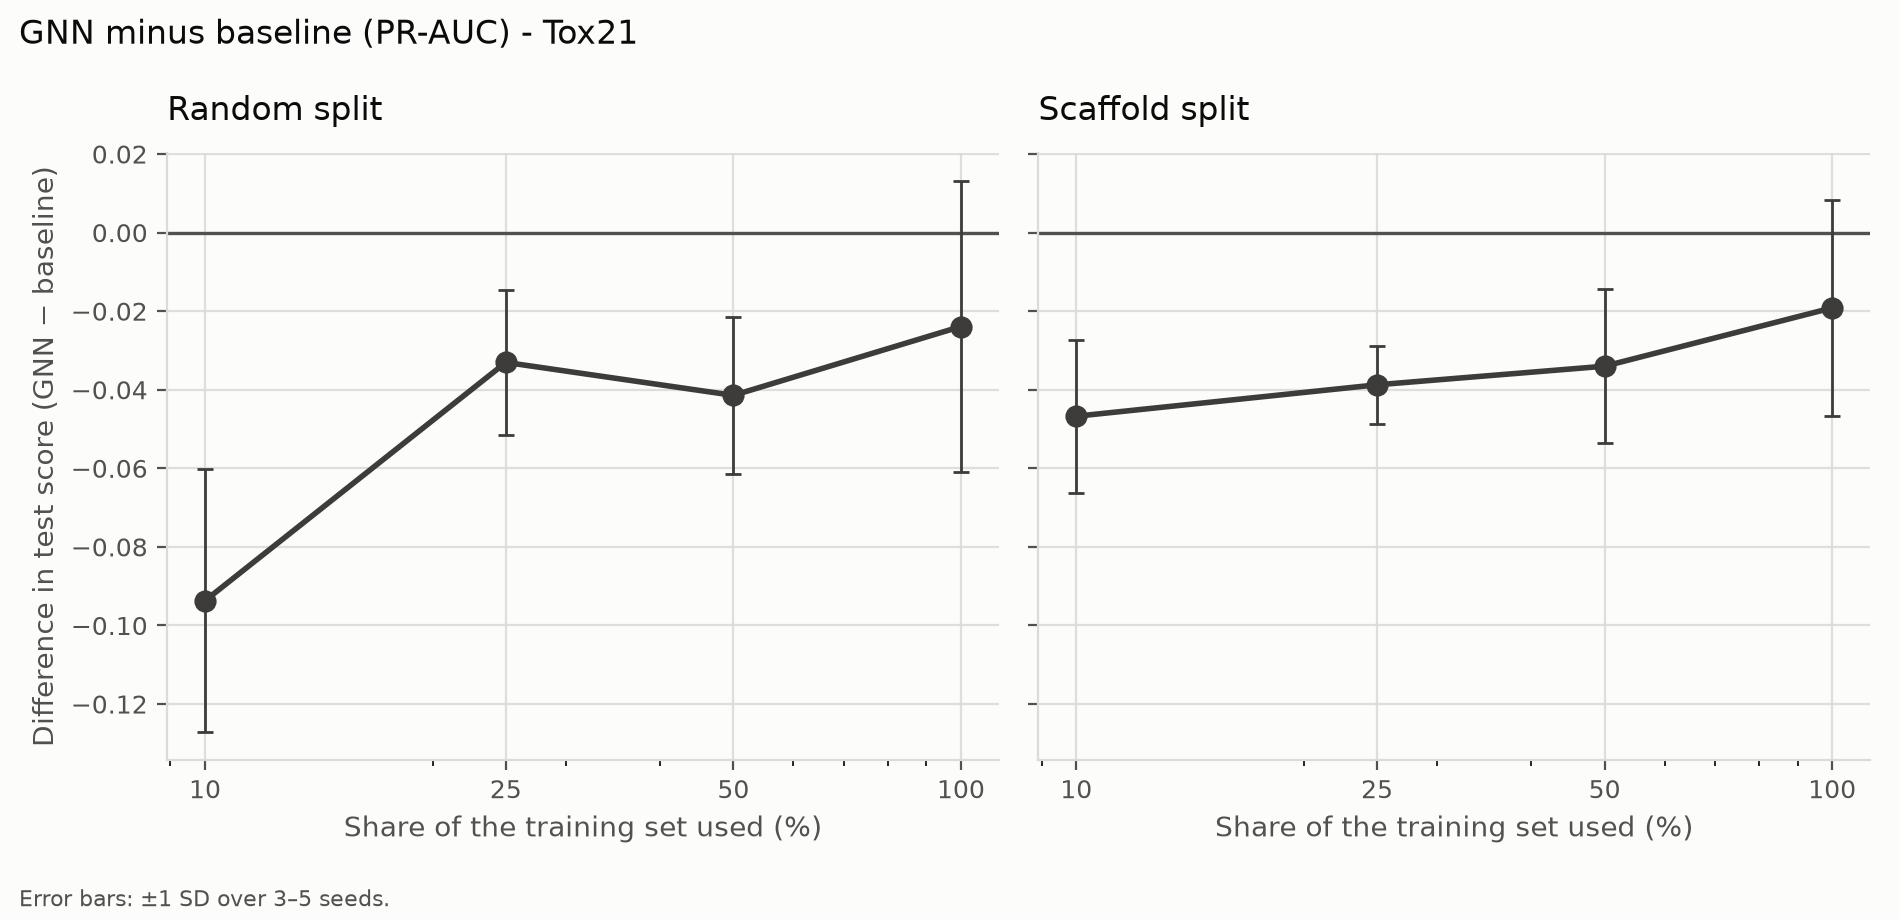 GNN minus baseline (PR-AUC) - Tox21
Random split
Scaffold split
Difference in test score (GNN − baseline)
0.02
0.00
−0.02
−0.04
−0.06
−0.08
−0.10
−0.12
10 25 50 100
10 25 50 100
Share of the training set used (%)
Share of the training set used (%)
Error bars: ±1 SD over 3–5 seeds.